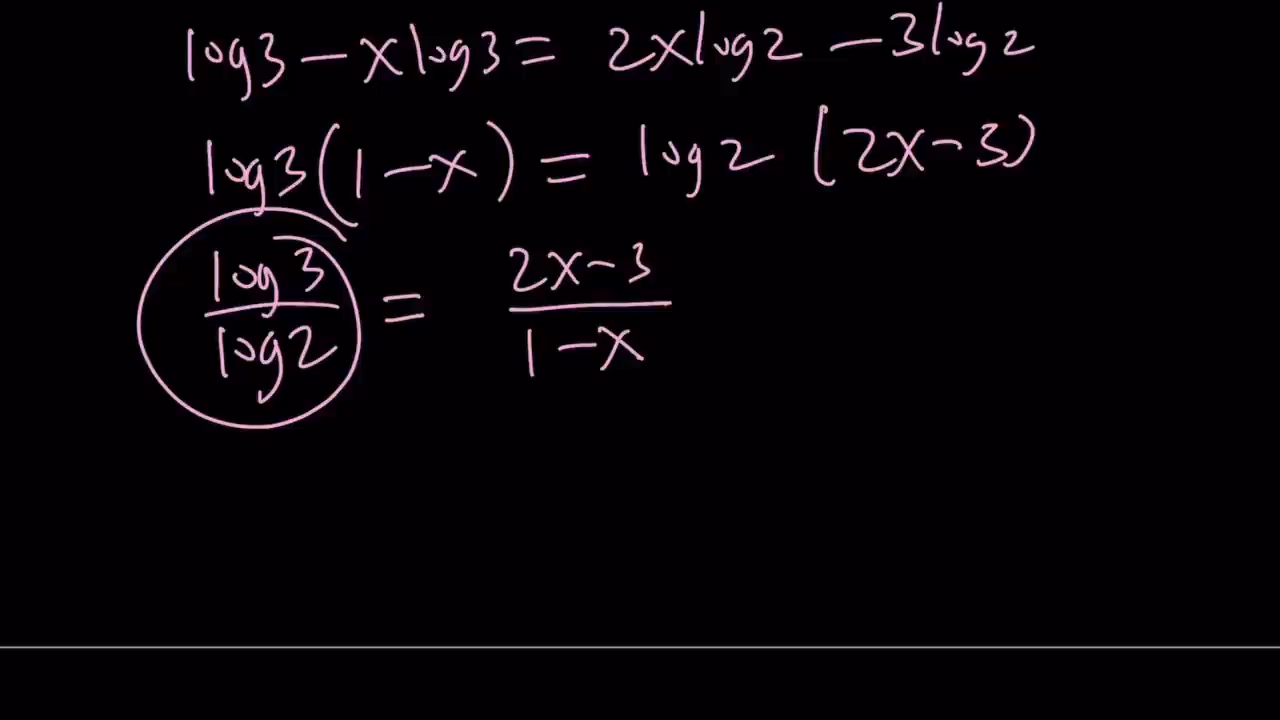 log3 - xlog3 = 2xlog2 - 3log2
log3(1 - x) = log2 (2x - 3)
log3/log2 = 2x - 3/1 - x